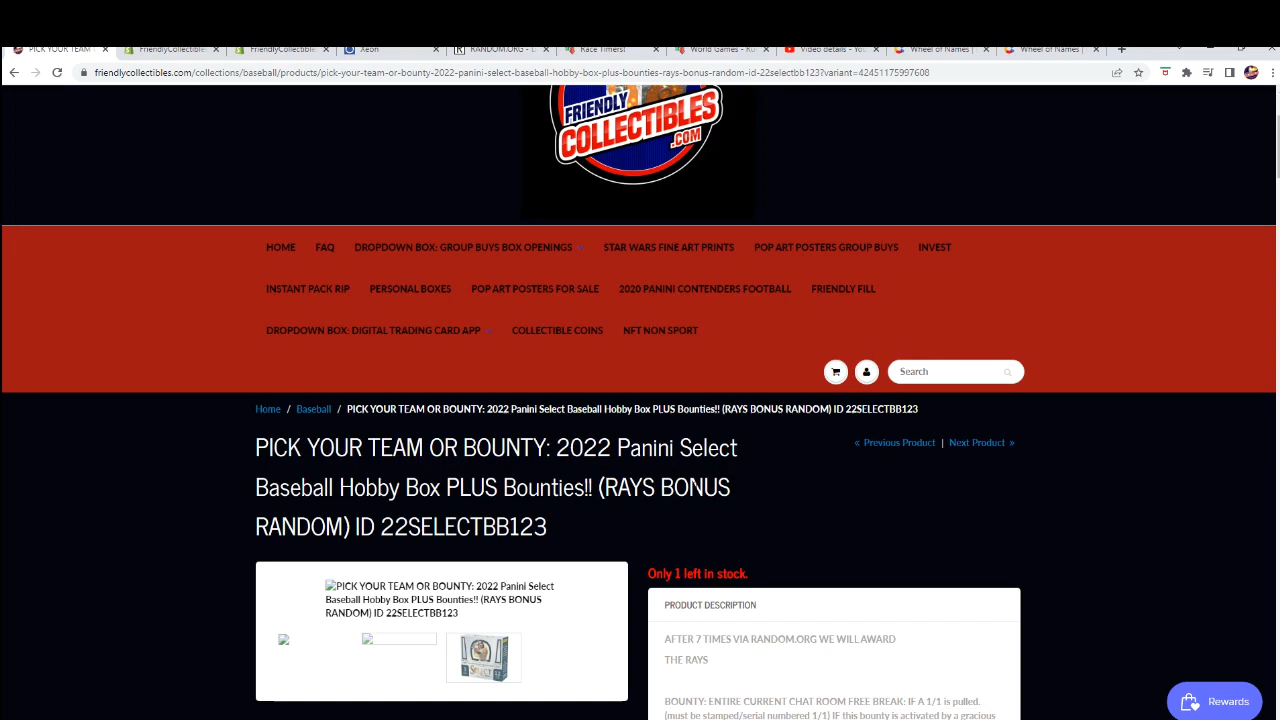 PICK YOUR TEAM
FriendlyCollectibles
FriendlyCollectible
Xeon
RANDOM.ORG - L
Race Timers!
World Games - Ru
Video details - You
Wheel of Names |
Wheel of Names |
friendlycollectibles.com/collections/baseball/products/pick-your-team-or-bounty-2022-panini-select-baseball-hobby-box-plus-bounties-rays-bonus-random-id-22selectbb123?variant=42451175997608
FRIENDLY
COLLECTIBLES
.COM
HOME FAQ DROPDOWN BOX: GROUP BUYS BOX OPENINGS STAR WARS FINE ART PRINTS POP ART POSTERS GROUP BUYS INVEST
INSTANT PACK RIP PERSONAL BOXES POP ART POSTERS FOR SALE 2020 PANINI CONTENDERS FOOTBALL FRIENDLY FILL
DROPDOWN BOX: DIGITAL TRADING CARD APP COLLECTIBLE COINS NFT NON SPORT
Search
Home / Baseball / PICK YOUR TEAM OR BOUNTY: 2022 Panini Select Baseball Hobby Box PLUS Bounties!! (RAYS BONUS RANDOM) ID 22SELECTBB123
PICK YOUR TEAM OR BOUNTY: 2022 Panini Select
Baseball Hobby Box PLUS Bounties!! (RAYS BONUS
RANDOM) ID 22SELECTBB123
« Previous Product | Next Product »
PICK YOUR TEAM OR BOUNTY: 2022 Panini Select
Baseball Hobby Box PLUS Bounties!! (RAYS BONUS
RANDOM) ID 22SELECTBB123
SELECT
Only 1 left in stock.
PRODUCT DESCRIPTION
AFTER 7 TIMES VIA RANDOM.ORG WE WILL AWARD
THE RAYS
BOUNTY: ENTIRE CURRENT CHAT ROOM FREE BREAK: IF A 1/1 is pulled.
(must be stamped/serial numbered 1/1) IF this bounty is activated by a gracious
Rewards